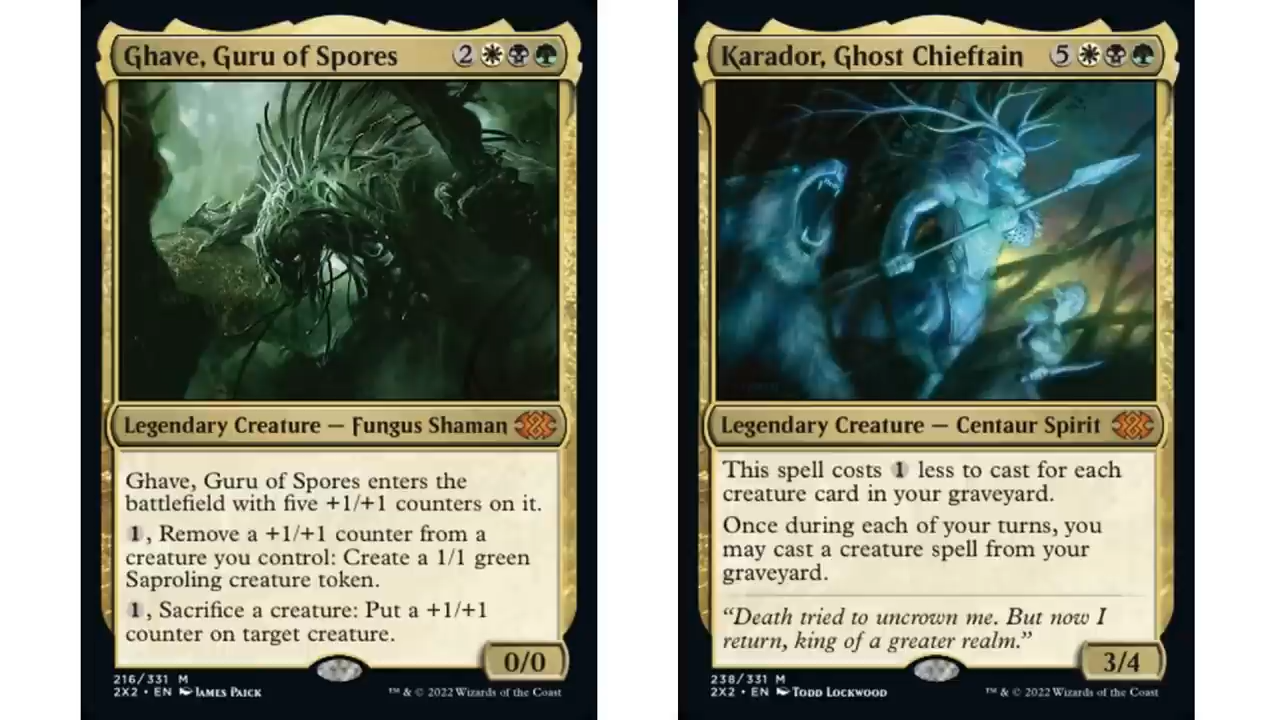 Ghave, Guru of Spores 2
Legendary Creature — Fungus Shaman
Ghave, Guru of Spores enters the
battlefield with five +1/+1 counters on it.
1, Remove a +1/+1 counter from a
creature you control: Create a 1/1 green
Saproling creature token.
1, Sacrifice a creature: Put a +1/+1
counter on target creature.
0/0
216/331 M
2X2 • EN James Paick
™ & © 2022 Wizards of the Coast
Karador, Ghost Chieftain 5
Legendary Creature — Centaur Spirit
This spell costs 1 less to cast for each
creature card in your graveyard.
Once during each of your turns, you
may cast a creature spell from your
graveyard.
“Death tried to uncrown me. But now I
return, king of a greater realm.”
3/4
238/331 M
2X2 • EN Todd Lockwood
™ & © 2022 Wizards of the Coast